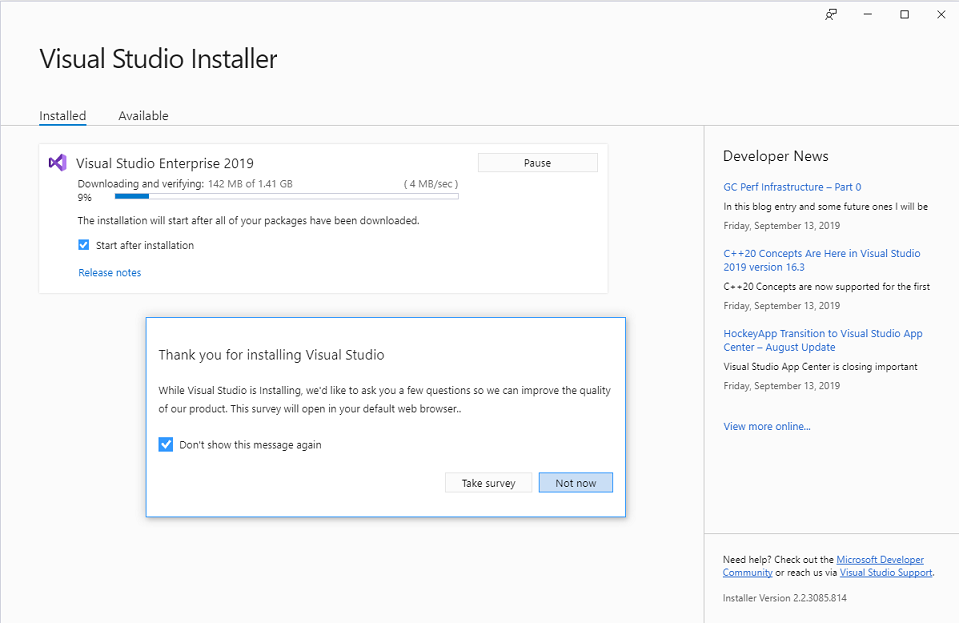 Visual Studio Installer
Installed
Available
Visual Studio Enterprise 2019
Pause
Downloading and verifying: 142 MB of 1.41 GB
( 4 MB/sec )
9%
The installation will start after all of your packages have been downloaded.
Start after installation
Release notes
Thank you for installing Visual Studio
While Visual Studio is Installing, we'd like to ask you a few questions so we can improve the quality
of our product. This survey will open in your default web browser..
Don't show this message again
Take survey
Not now
Developer News
GC Perf Infrastructure – Part 0
In this blog entry and some future ones I will be
Friday, September 13, 2019
C++20 Concepts Are Here in Visual Studio
2019 version 16.3
C++20 Concepts are now supported for the first
Friday, September 13, 2019
HockeyApp Transition to Visual Studio App
Center – August Update
Visual Studio App Center is closing important
Friday, September 13, 2019
View more online...
Need help? Check out the Microsoft Developer
Community or reach us via Visual Studio Support.
Installer Version 2.2.3085.814